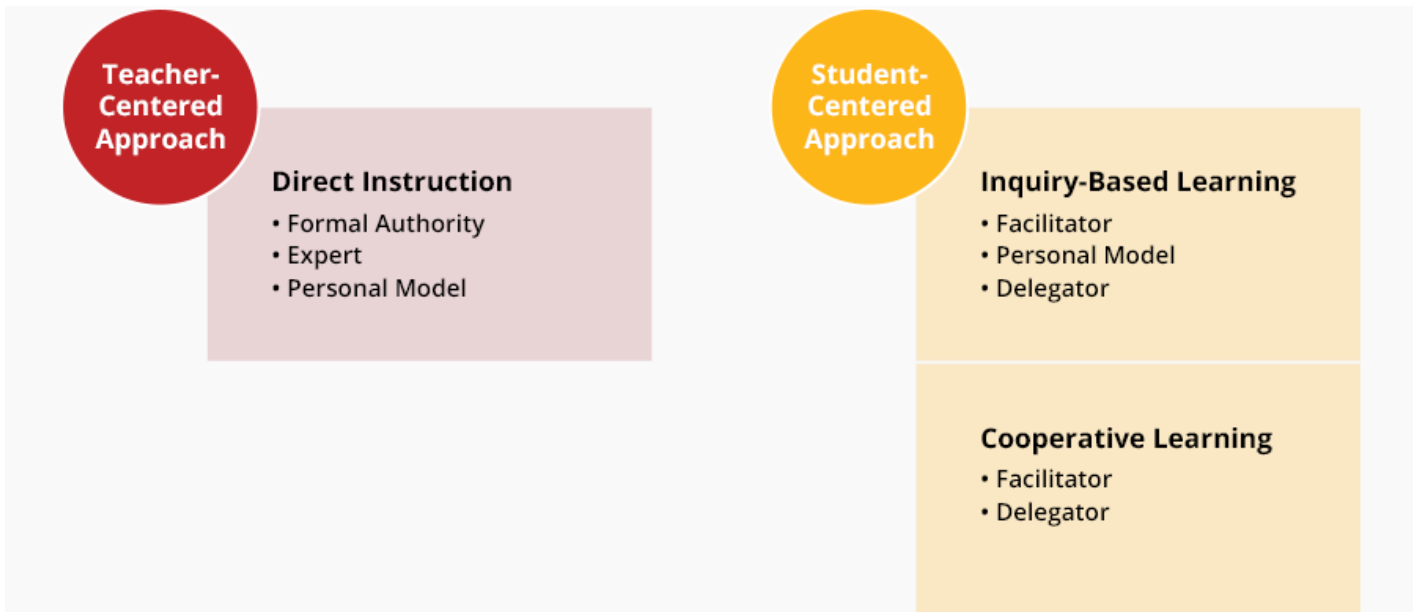 Teacher-
Centered
Approach
Direct Instruction
• Formal Authority
• Expert
• Personal Model
Student-
Centered
Approach
Inquiry-Based Learning
• Facilitator
• Personal Model
• Delegator
Cooperative Learning
• Facilitator
• Delegator